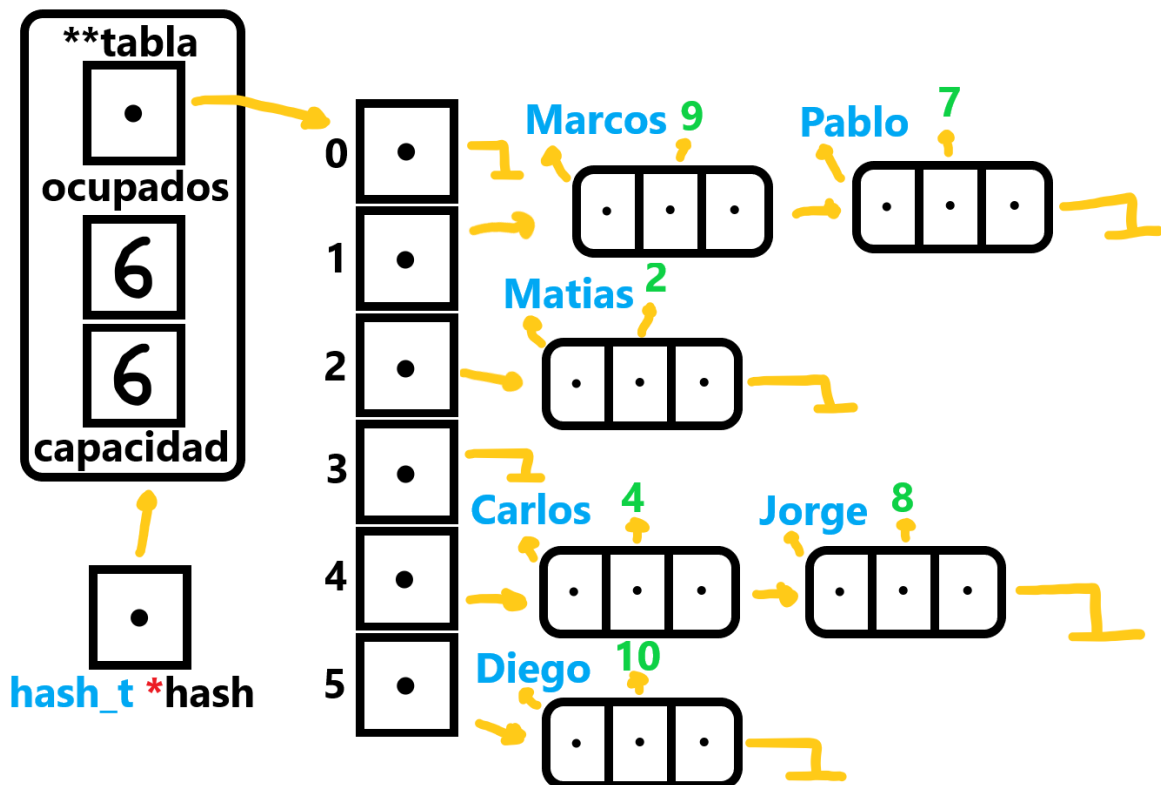 **tabla
ocupados
6
6
capacidad
hash_t *hash
0
1
2
3
4
5
Marcos 9
Pablo 7
Matias 2
Carlos 4
Jorge 8
Diego 10